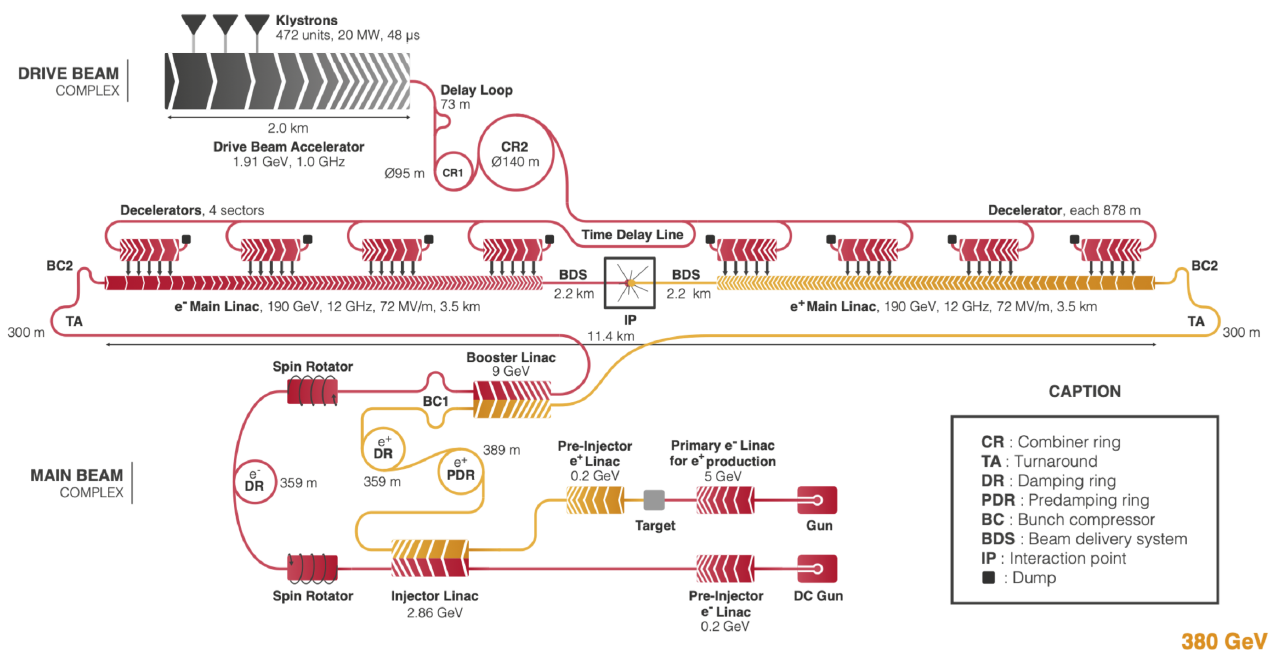 Klystrons
472 units, 20 MW, 48 µs
DRIVE BEAM
COMPLEX
Delay Loop
73 m
2.0 km
Drive Beam Accelerator
1.91 GeV, 1.0 GHz
CR2
Ø140 m
Ø95 m
CR1
Decelerators, 4 sectors
Decelerator, each 878 m
Time Delay Line
BC2
BDS
2.2 km
BDS
2.2 km
BC2
e- Main Linac, 190 GeV, 12 GHz, 72 MV/m, 3.5 km
IP
e+ Main Linac, 190 GeV, 12 GHz, 72 MV/m, 3.5 km
300 m
TA
11.4 km
TA
300 m
Booster Linac
9 GeV
Spin Rotator
BC1
CAPTION
CR : Combiner ring
TA : Turnaround
DR : Damping ring
PDR : Predamping ring
BC : Bunch compressor
BDS : Beam delivery system
IP : Interaction point
: Dump
MAIN BEAM
COMPLEX
e-
DR
359 m
e+
DR
359 m
e+
PDR
389 m
Pre-Injector
e+ Linac
0.2 GeV
Primary e- Linac
for e+ production
5 GeV
Target
Gun
Spin Rotator
Injector Linac
2.86 GeV
Pre-Injector
e- Linac
0.2 GeV
DC Gun
380 GeV